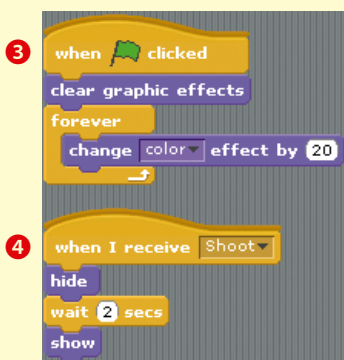 3
when clicked
clear graphic effects
forever
change color effect by 20
4
when I receive Shoot
hide
wait 2 secs
show